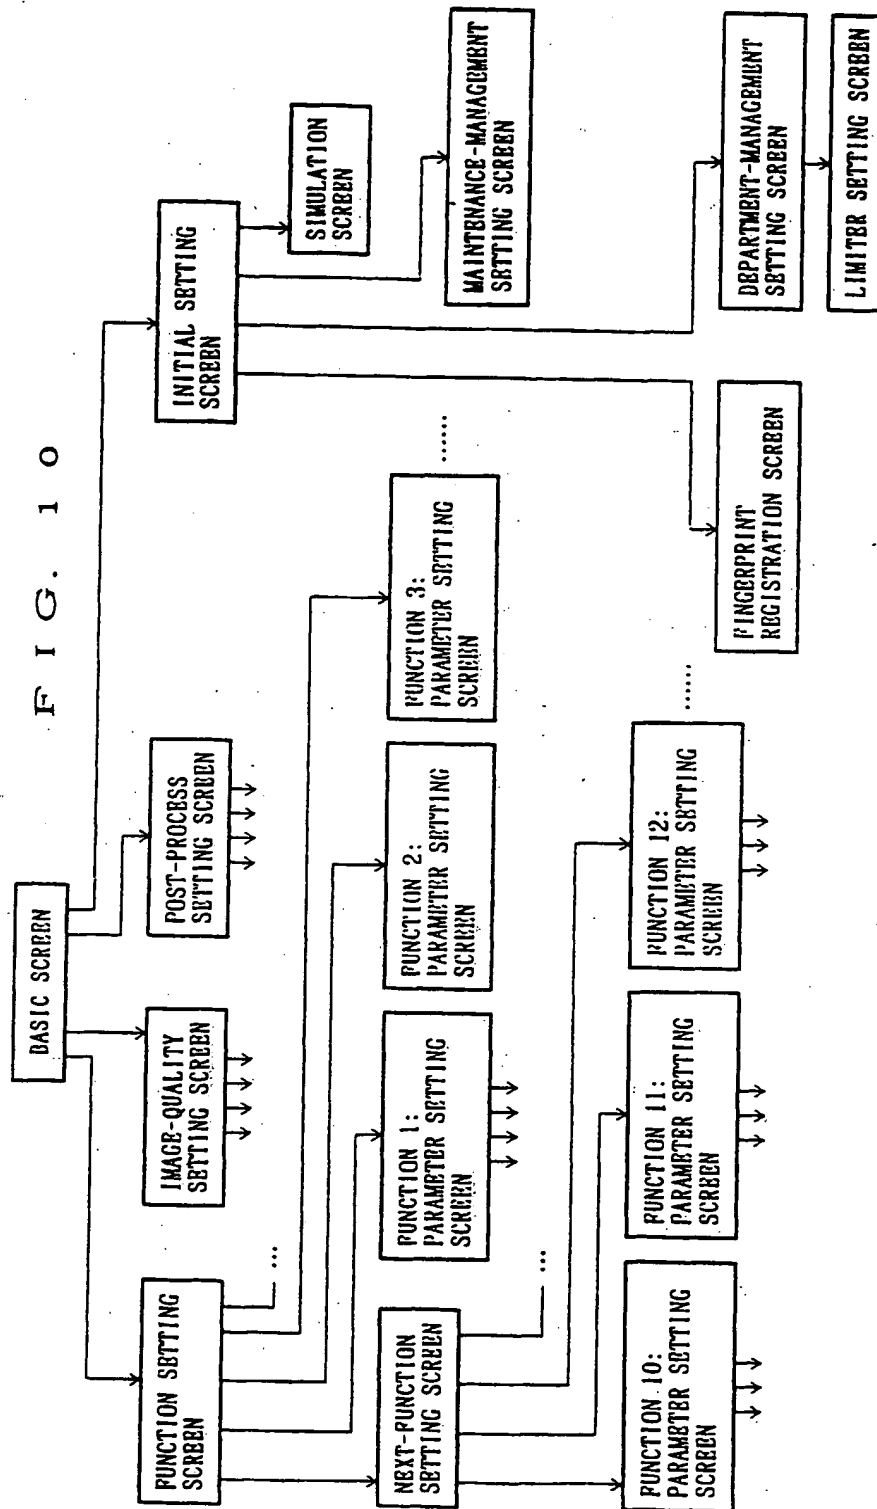 FIG. 10
BASIC SCREEN
FUNCTION SETTING
SCREEN
IMAGE-QUALITY
SETTING SCREEN
POST-PROCESS
SETTING SCREEN
INITIAL SETTING
SCREEN
...
SIMULATION
SCREEN
NEXT-FUNCTION
SETTING SCREEN
FUNCTION 1:
PARAMETER SETTING
SCREEN
FUNCTION 2:
PARAMETER SETTING
SCREEN
FUNCTION 3:
PARAMETER SETTING
SCREEN
......
MAINTENANCE-MANAGEMENT
SETTING SCREEN
...
FUNCTION 10:
PARAMETER SETTING
SCREEN
FUNCTION 11:
PARAMETER SETTING
SCREEN
FUNCTION 12:
PARAMETER SETTING
SCREEN
......
FINGERPRINT
REGISTRATION SCREEN
DEPARTMENT-MANAGEMENT
SETTING SCREEN
LIMITER SETTING SCREEN